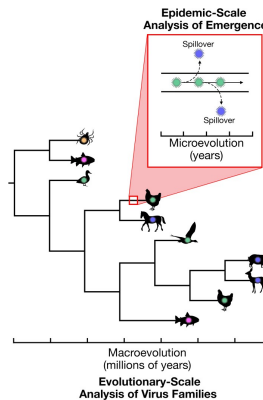 Epidemic-Scale
Analysis of Emergence
Spillover
Spillover
Microevolution
(years)
Macroevolution
(millions of years)
Evolutionary-Scale
Analysis of Virus Families